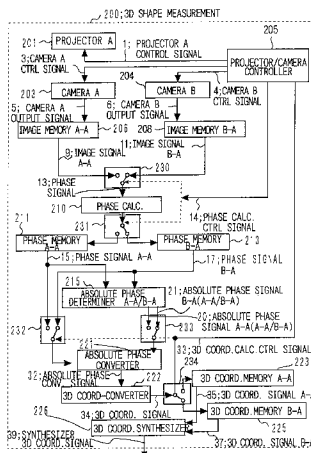 200;3D SHAPE MEASUREMENT
201
PROJECTOR A
205
1; PROJECTOR A
CONTROL SIGNAL
3;CAMERA A
CTRL SIGNAL
PROJECTOR/CAMERA
CONTROLLER
204
CAMERA A
CAMERA B
203
4;CAMERA B
CTRL SIGNAL
5; CAMERA A
OUTPUT SIGNAL
6; CAMERA B
OUTPUT SIGNAL
IMAGE MEMORY A-A
206
208
IMAGE MEMORY B-A
9;IMAGE SIGNAL
A-A
11;IMAGE SIGNAL
B-A
230
13;PHASE
SIGNAL
210
PHASE CALC.
14;PHASE CALC.
CTRL SIGNAL
231
211
PHASE MEMORY
A-A
PHASE MEMORY
B-A
213
15;PHASE SIGNAL A-A
17;PHASE SIGNAL
B-A
215
ABSOLUTE PHASE
DETERMINER A-A/B-A
21;ABSOLUTE PHASE SIGNAL
B-A(A-A/B-A)
232
20;ABSOLUTE PHASE
SIGNAL A-A(A-A/B-A)
233
221
ABSOLUTE PHASE
CONVERTER
234
33;3D COORD.CALC.CTRL SIGNAL
32;ABSOLUTE PHASE
CONV.SIGNAL
222
3D COORD.MEMORY A-A
223
3D COORD-CONVERTER
35;3D COORD. SIGNAL A-A
34;3D COORD. SIGNAL
226
3D COORD.MEMORY B-A
225
3D COORD.SYNTHESIZER
39;SYNTHESIZER
3D COORD.SIGNAL
37;3D COORD.SIGNAL B-A